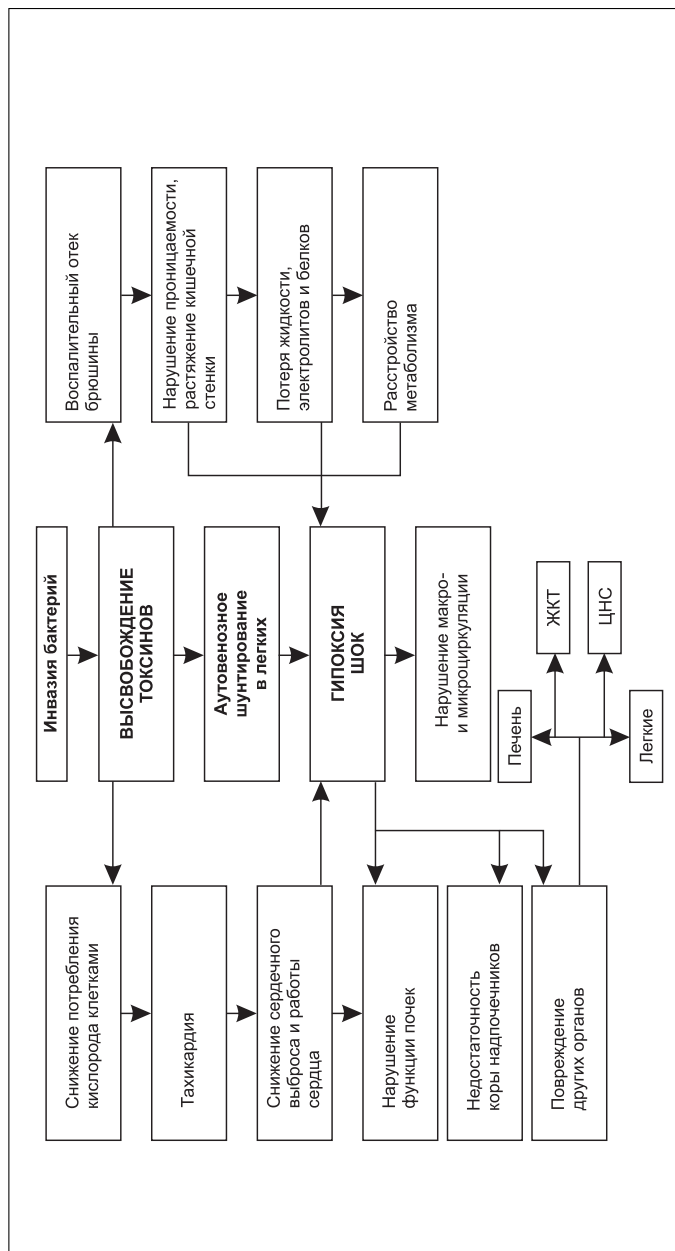 Инвазия бактерий
ВЫСВОБОЖДЕНИЕ
ТОКСИНОВ
Аутовенозное
шунтирование
в легких
ГИПОКСИЯ
ШОК
Нарушение макро-
и микроциркуляции
Снижение потребления
кислорода клетками
Тахикардия
Снижение сердечного
выброса и работы
сердца
Нарушение
функции почек
Недостаточность
коры надпочечников
Повреждение
других органов
Воспалительный отек
брюшины
Нарушение проницаемости,
растяжение кишечной
стенки
Потеря жидкости,
электролитов и белков
Расстройство
метаболизма
Печень
ЖКТ
ЦНС
Легкие